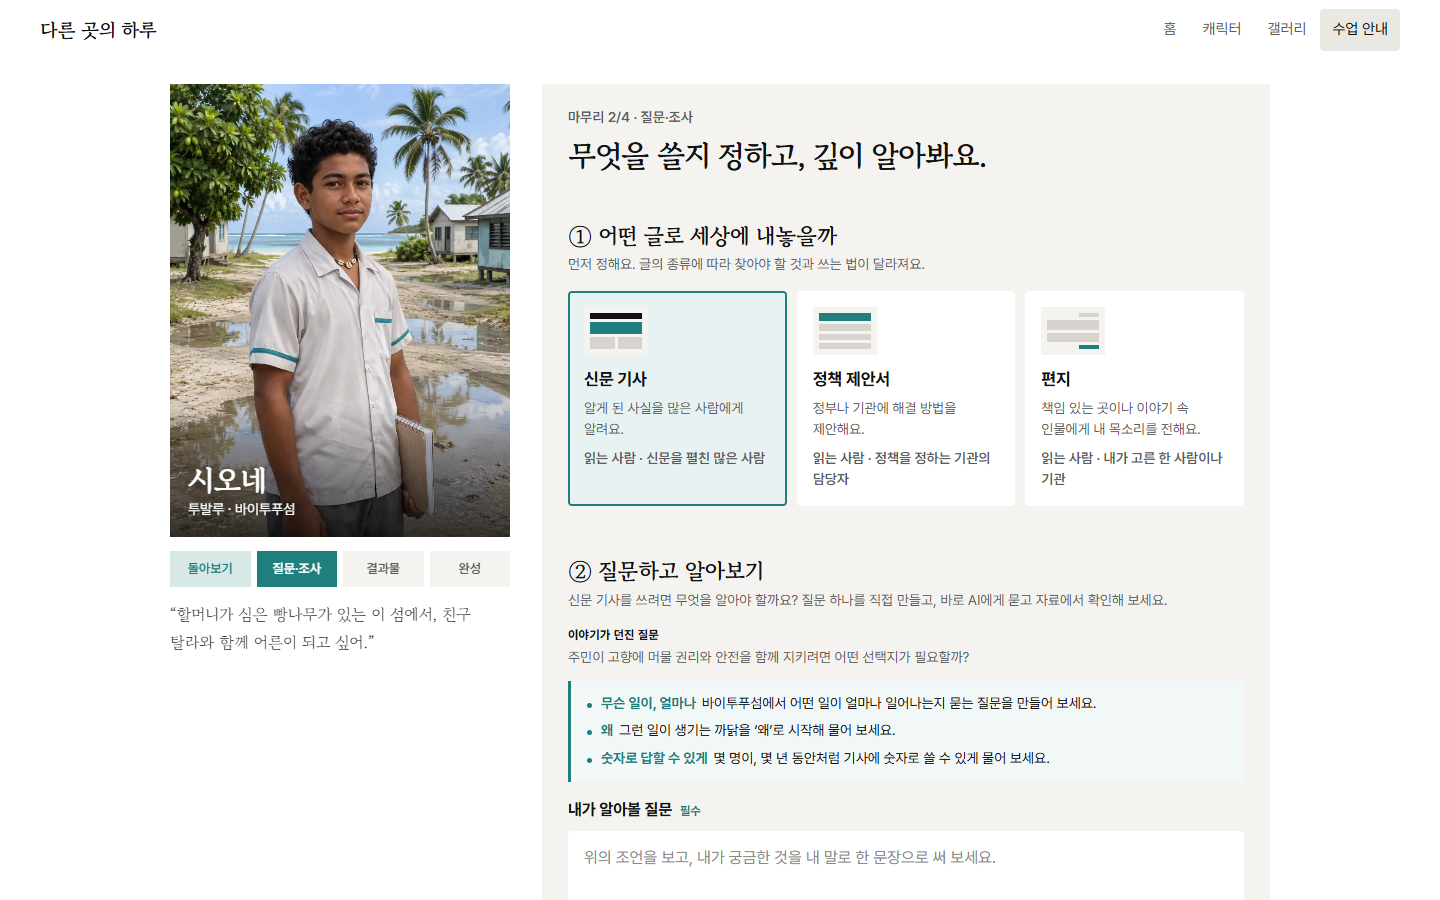 다른 곳의 하루
홈
캐릭터
갤러리
수업 안내
시오네
투발루 · 바이투푸섬
돌아보기
질문·조사
결과물
완성
“할머니가 심은 빵나무가 있는 이 섬에서, 친구
탈라와 함께 어른이 되고 싶어.”
마무리 2/4 · 질문·조사
무엇을 쓸지 정하고, 깊이 알아봐요.
① 어떤 글로 세상에 내놓을까
먼저 정해요. 글의 종류에 따라 찾아야 할 것과 쓰는 법이 달라져요.
신문 기사
알게 된 사실을 많은 사람에게
알려요.
읽는 사람 · 신문을 펼친 많은 사람
정책 제안서
정부나 기관에 해결 방법을
제안해요.
읽는 사람 · 정책을 정하는 기관의
담당자
편지
책임 있는 곳이나 이야기 속
인물에게 내 목소리를 전해요.
읽는 사람 · 내가 고른 한 사람이나
기관
② 질문하고 알아보기
신문 기사를 쓰려면 무엇을 알아야 할까요? 질문 하나를 직접 만들고, 바로 AI에게 묻고 자료에서 확인해 보세요.
이야기가 던진 질문
주민이 고향에 머물 권리와 안전을 함께 지키려면 어떤 선택지가 필요할까?
• 무슨 일이, 얼마나 바이투푸섬에서 어떤 일이 얼마나 일어나는지 묻는 질문을 만들어 보세요.
• 왜 그런 일이 생기는 까닭을 ‘왜’로 시작해 물어 보세요.
• 숫자로 답할 수 있게 몇 명이, 몇 년 동안처럼 기사에 숫자로 쓸 수 있게 물어 보세요.
내가 알아볼 질문 필수
위의 조언을 보고, 내가 궁금한 것을 내 말로 한 문장으로 써 보세요.